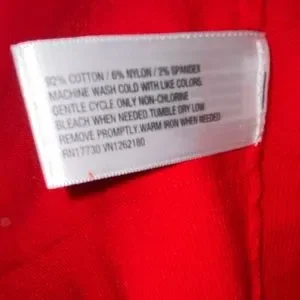 92% COTTON / 6% NYLON / 2% SPANDEX
MACHINE WASH COLD WITH LIKE COLORS.
GENTLE CYCLE.ONLY NON-CHLORINE
BLEACH WHEN NEEDED TUMBLE DRY LOW
REMOVE PROMPTLY.WARM IRON WHEN NEEDED
RN17730 VN1262180